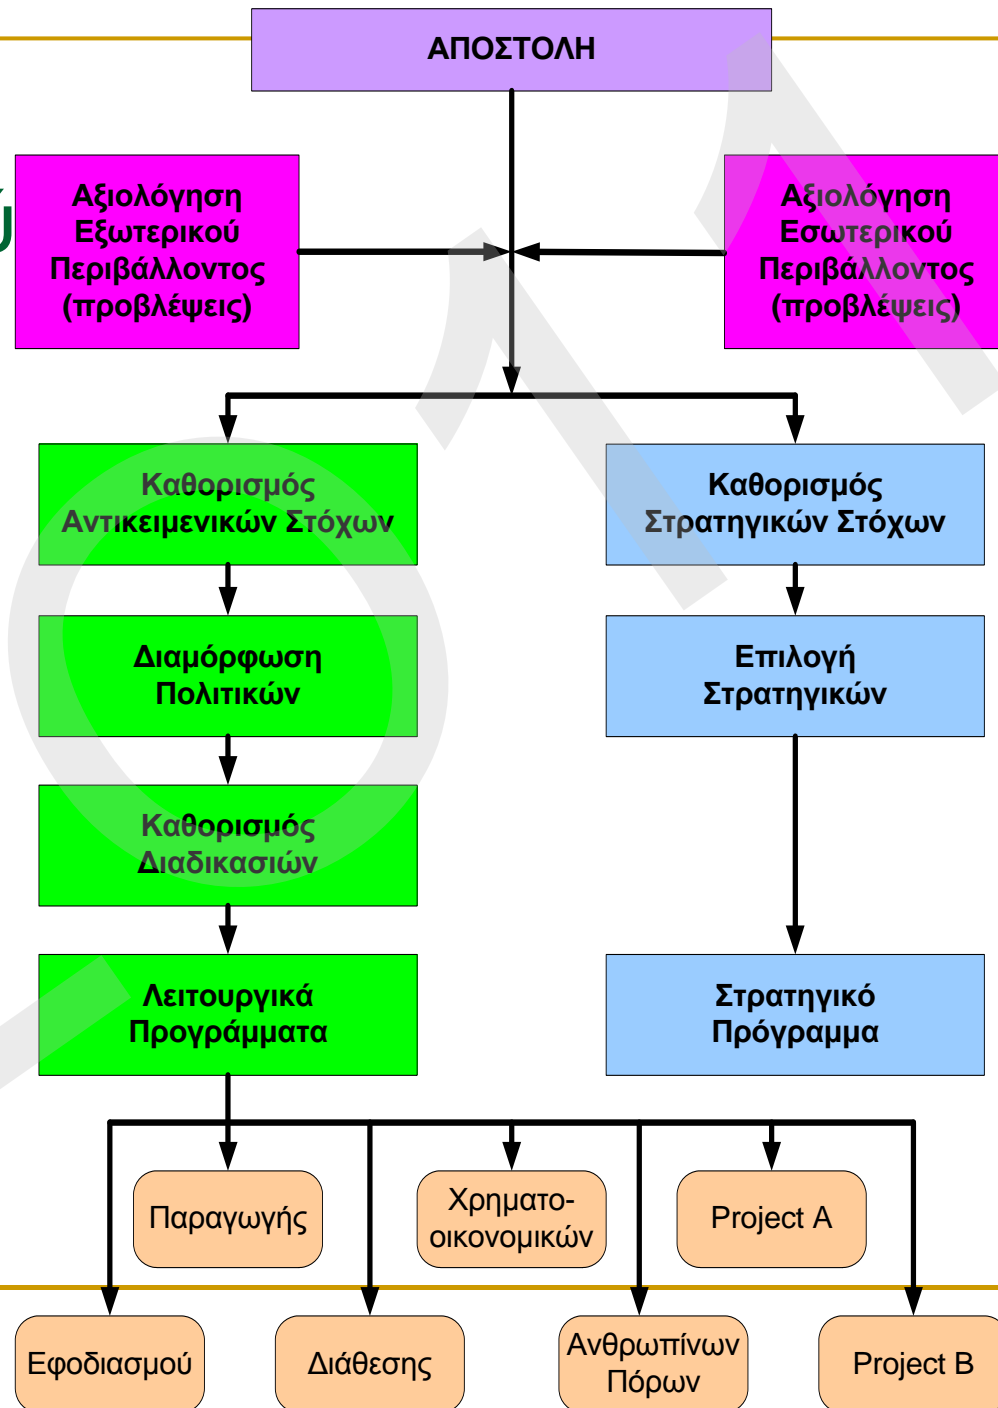 ΑΠΟΣΤΟΛΗ
Αξιολόγηση
Εξωτερικού
Περιβάλλοντος
(προβλέψεις)
Αξιολόγηση
Εσωτερικού
Περιβάλλοντος
(προβλέψεις)
Καθορισμός
Αντικειμενικών Στόχων
Καθορισμός
Στρατηγικών Στόχων
Διαμόρφωση
Πολιτικών
Επιλογή
Στρατηγικών
Καθορισμός
Διαδικασιών
Λειτουργικά
Προγράμματα
Στρατηγικό
Πρόγραμμα
Παραγωγής
Χρηματο-
οικονομικών
Project A
Εφοδιασμού
Διάθεσης
Ανθρωπίνων
Πόρων
Project B